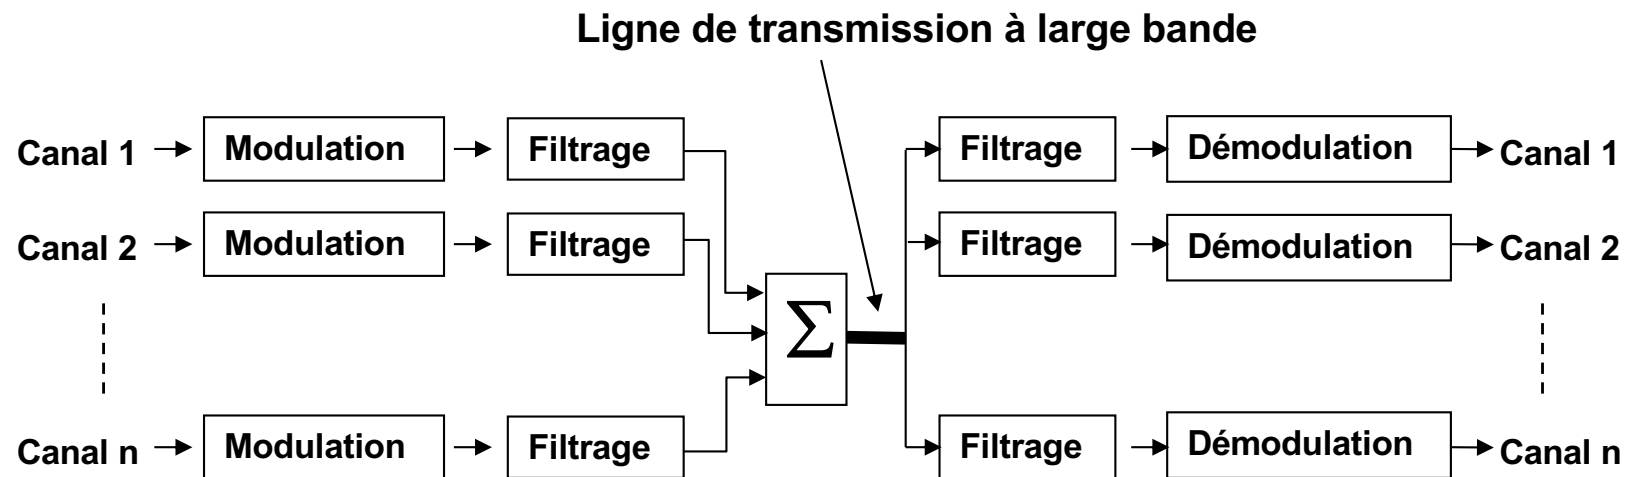 Ligne de transmission à large bande
Canal 1 Modulation Filtrage Filtrage Démodulation Canal 1
Canal 2 Modulation Filtrage Filtrage Démodulation Canal 2
Σ
Canal n Modulation Filtrage Filtrage Démodulation Canal n